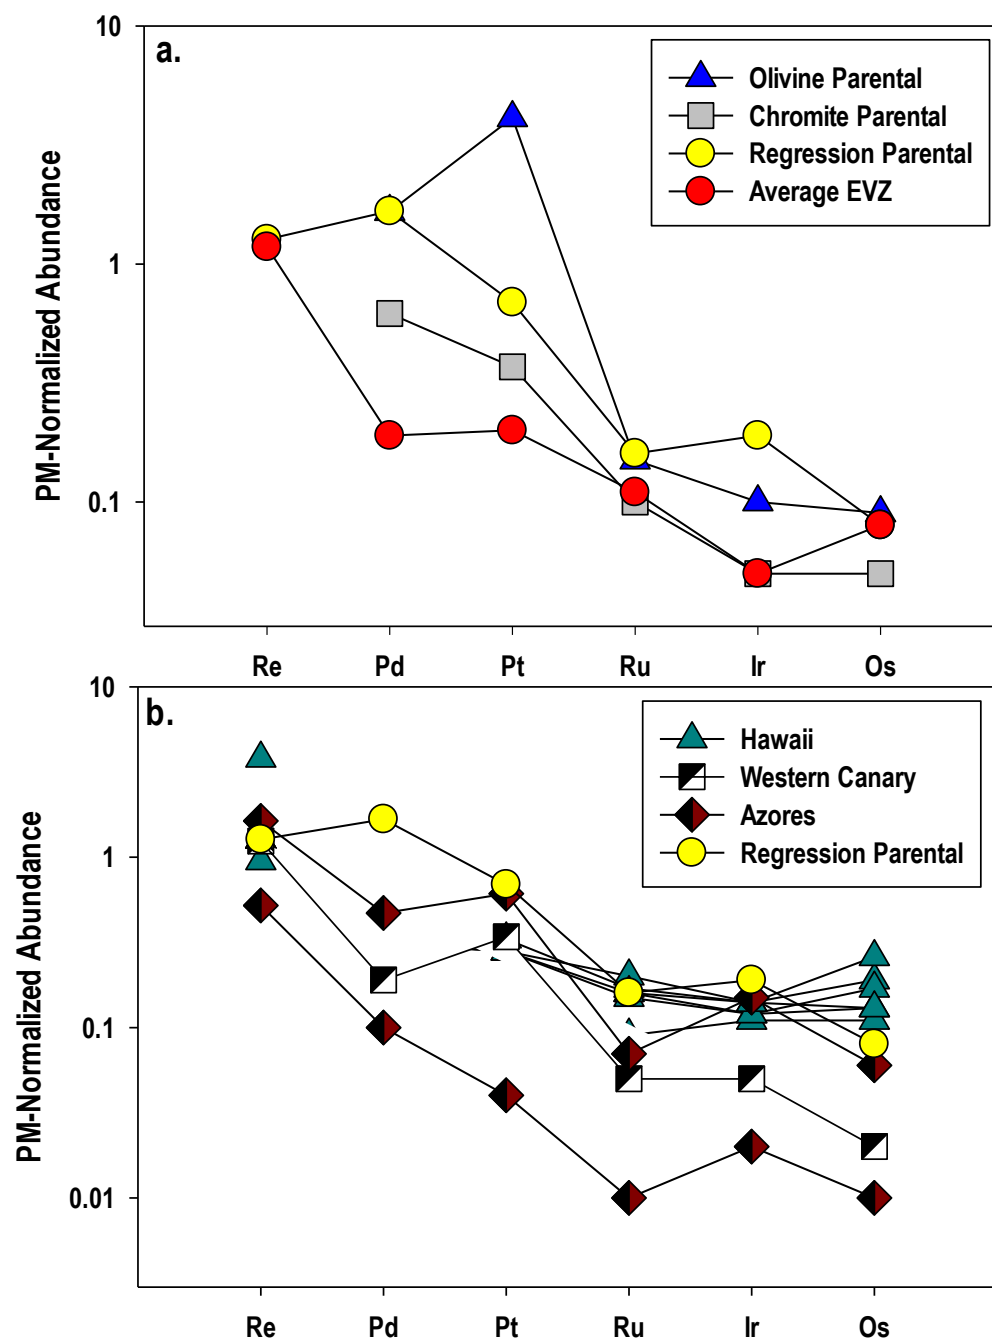 10
a.
Olivine Parental
Chromite Parental
Regression Parental
Average EVZ
PM-Normalized Abundance
1
0.1
Re Pd Pt Ru Ir Os
10
b.
Hawaii
Western Canary
Azores
Regression Parental
PM-Normalized Abundance
1
0.1
0.01
Re Pd Pt Ru Ir Os